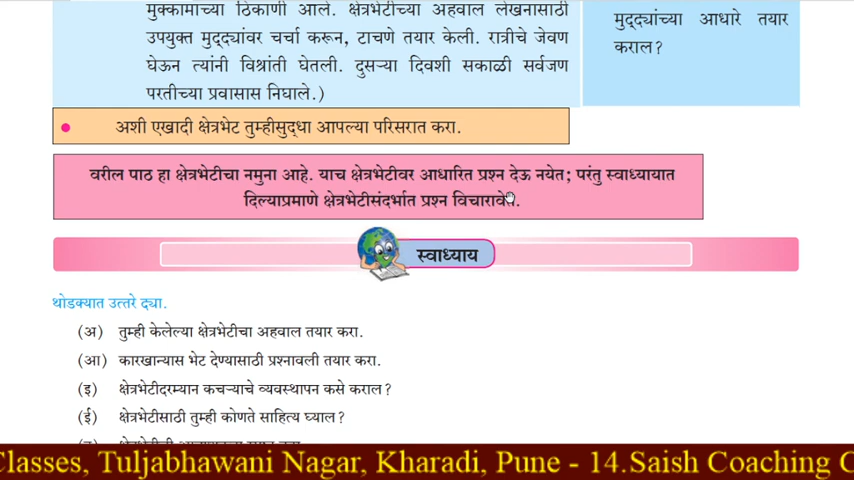 मुक्कामाच्या ठिकाणी आले. क्षेत्रभेटीच्या अहवाल लेखनासाठी
उपयुक्त मुद्द्यांवर चर्चा करून, टाचणे तयार केली. रात्रीचे जेवण
घेऊन त्यांनी विश्रांती घेतली. दुसऱ्या दिवशी सकाळी सर्वजण
परतीच्या प्रवासास निघाले.)
मुद्द्यांच्या आधारे तयार
कराल?
● अशी एखादी क्षेत्रभेट तुम्हीसुद्धा आपल्या परिसरात करा.
वरील पाठ हा क्षेत्रभेटीचा नमुना आहे. याच क्षेत्रभेटीवर आधारित प्रश्न देऊ नयेत; परंतु स्वाध्यायात
दिल्याप्रमाणे क्षेत्रभेटीसंदर्भात प्रश्न विचारावेत.
स्वाध्याय
थोडक्यात उत्तरे द्या.
(अ) तुम्ही केलेल्या क्षेत्रभेटीचा अहवाल तयार करा.
(आ) कारखान्यास भेट देण्यासाठी प्रश्नावली तयार करा.
(इ) क्षेत्रभेटीदरम्यान कचऱ्याचे व्यवस्थापन कसे कराल?
(ई) क्षेत्रभेटीसाठी तुम्ही कोणते साहित्य घ्याल?
Classes, Tuljabhawani Nagar, Kharadi, Pune - 14.Saish Coaching C